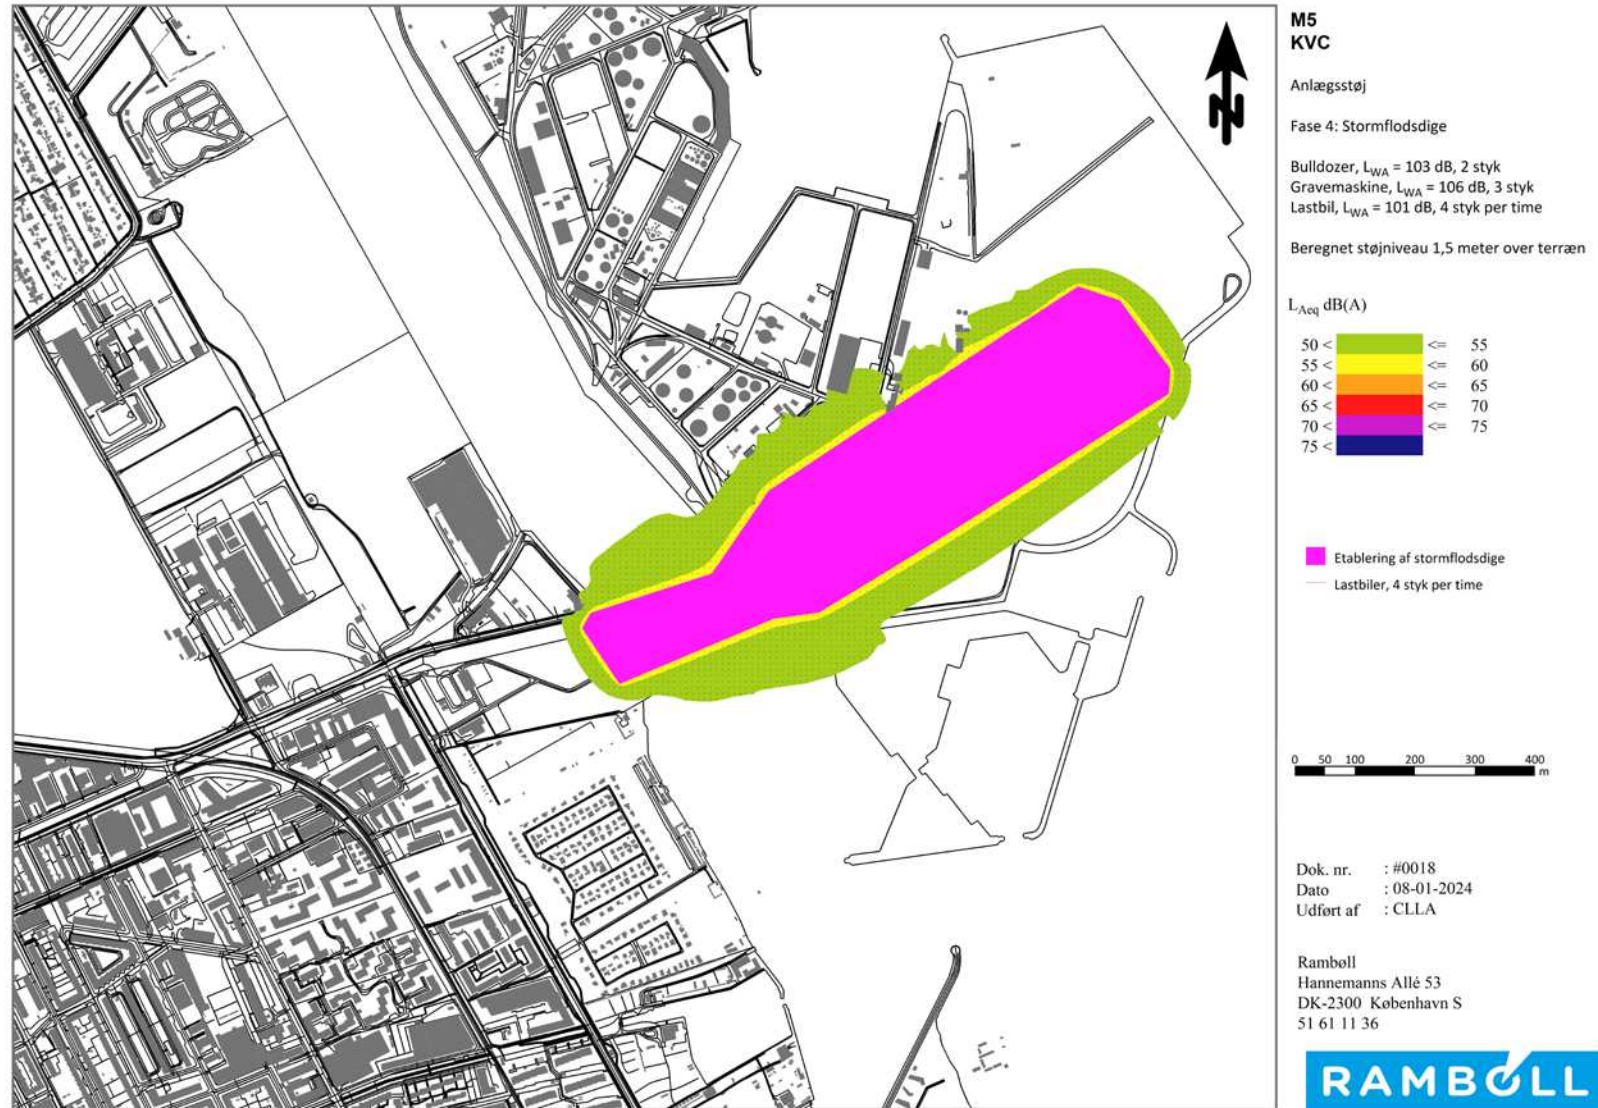 M5
KVC
Anlægsstøj
Fase 4: Stormflodsdige
Bulldozer, LWA = 103 dB, 2 styk
Gravemaskine, LWA = 106 dB, 3 styk
Lastbil, LWA = 101 dB, 4 styk per time
Beregnet støjniveau 1,5 meter over terræn
LAeq dB(A)
50 < <= 55
55 < <= 60
60 < <= 65
65 < <= 70
70 < <= 75
75 <
Etablering af stormflodsdige
Lastbiler, 4 styk per time
0 50 100 200 300 400
m
Dok. nr. : #0018
Dato : 08-01-2024
Udført af : CLLA
Rambøll
Hannemanns Allé 53
DK-2300 København S
51 61 11 36
RAMBOLL
N